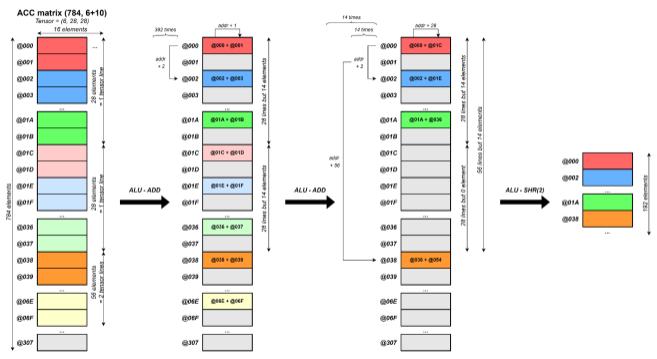 ACC matrix (784, 6+10)
Tensor = (6, 28, 28)
16 elements
784 elements
@000
...
@001
@002
@003
...
@01A
@01B
@01C
@01D
@01E
@01F
...
@036
@037
@038
@039
...
@06E
@06F
...
@307
28 elements
= 1 tensor line
28 elements
= 1 tensor line
56 elements
= 2 tensor lines
ALU - ADD
392 times
addr + 1
addr
+ 2
@000
@000 + @001
@001
@002
@002 + @003
@003
...
@01A
@01A + @01B
@01B
@01C
@01C + @01D
@01D
@01E
@01E + @01F
@01F
...
@036
@036 + @037
@037
@038
@038 + @039
@039
...
@06E
@06E + @06F
@06F
...
@307
28 lines but 14 elements
28 lines but 14 elements
ALU - ADD
14 times
14 times
addr + 28
addr
+ 2
addr
+ 56
@000
@000 + @01C
@001
@002
@002 + @01E
@003
...
@01A
@01A + @036
@01B
@01C
@01D
@01E
@01F
...
@036
@037
@038
@038 + @054
@039
...
@06E
@06F
...
@307
28 lines but 14 elements
28 lines but 0 element
56 lines but 14 elements
ALU - SHR(2)
@000
@002
...
@01A
@038
...
192 elements